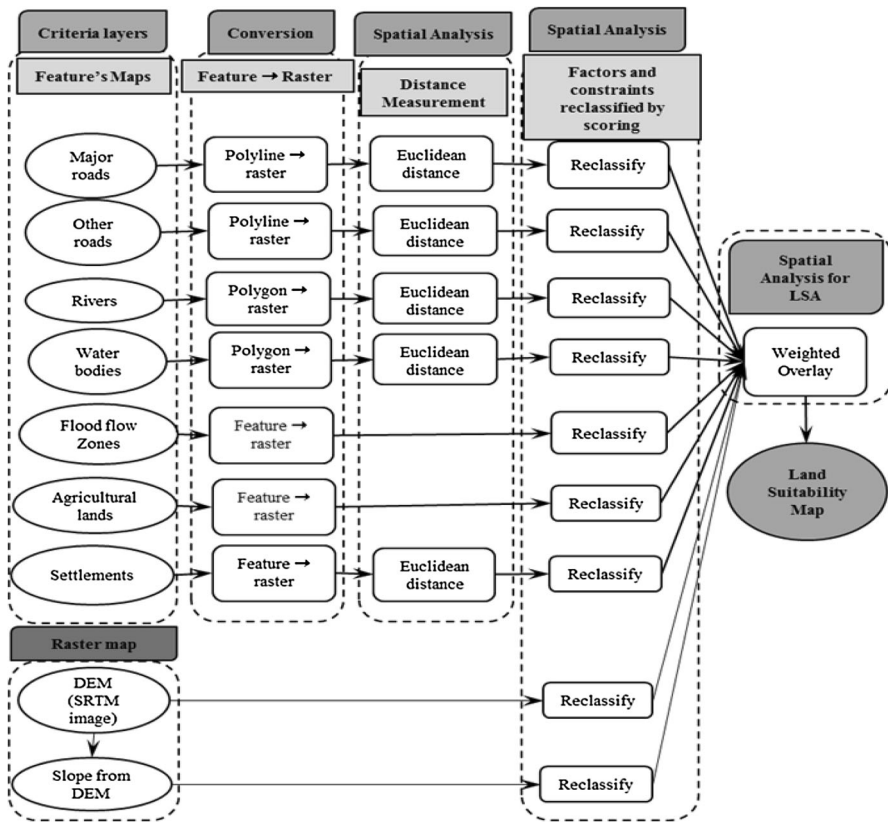 Criteria layers
Conversion
Spatial Analysis
Spatial Analysis
Feature's Maps
Feature → Raster
Distance
Measurement
Factors and
constraints
reclassified by
scoring
Major
roads
Polyline →
raster
Euclidean
distance
Reclassify
Other
roads
Polyline →
raster
Euclidean
distance
Reclassify
Rivers
Polygon →
raster
Euclidean
distance
Reclassify
Water
bodies
Polygon →
raster
Euclidean
distance
Reclassify
Flood flow
Zones
Feature →
raster
Reclassify
Agricultural
lands
Feature →
raster
Reclassify
Settlements
Feature →
raster
Euclidean
distance
Reclassify
Spatial
Analysis for
LSA
Weighted
Overlay
Land
Suitability
Map
Raster map
DEM
(SRTM
image)
Reclassify
Slope from
DEM
Reclassify